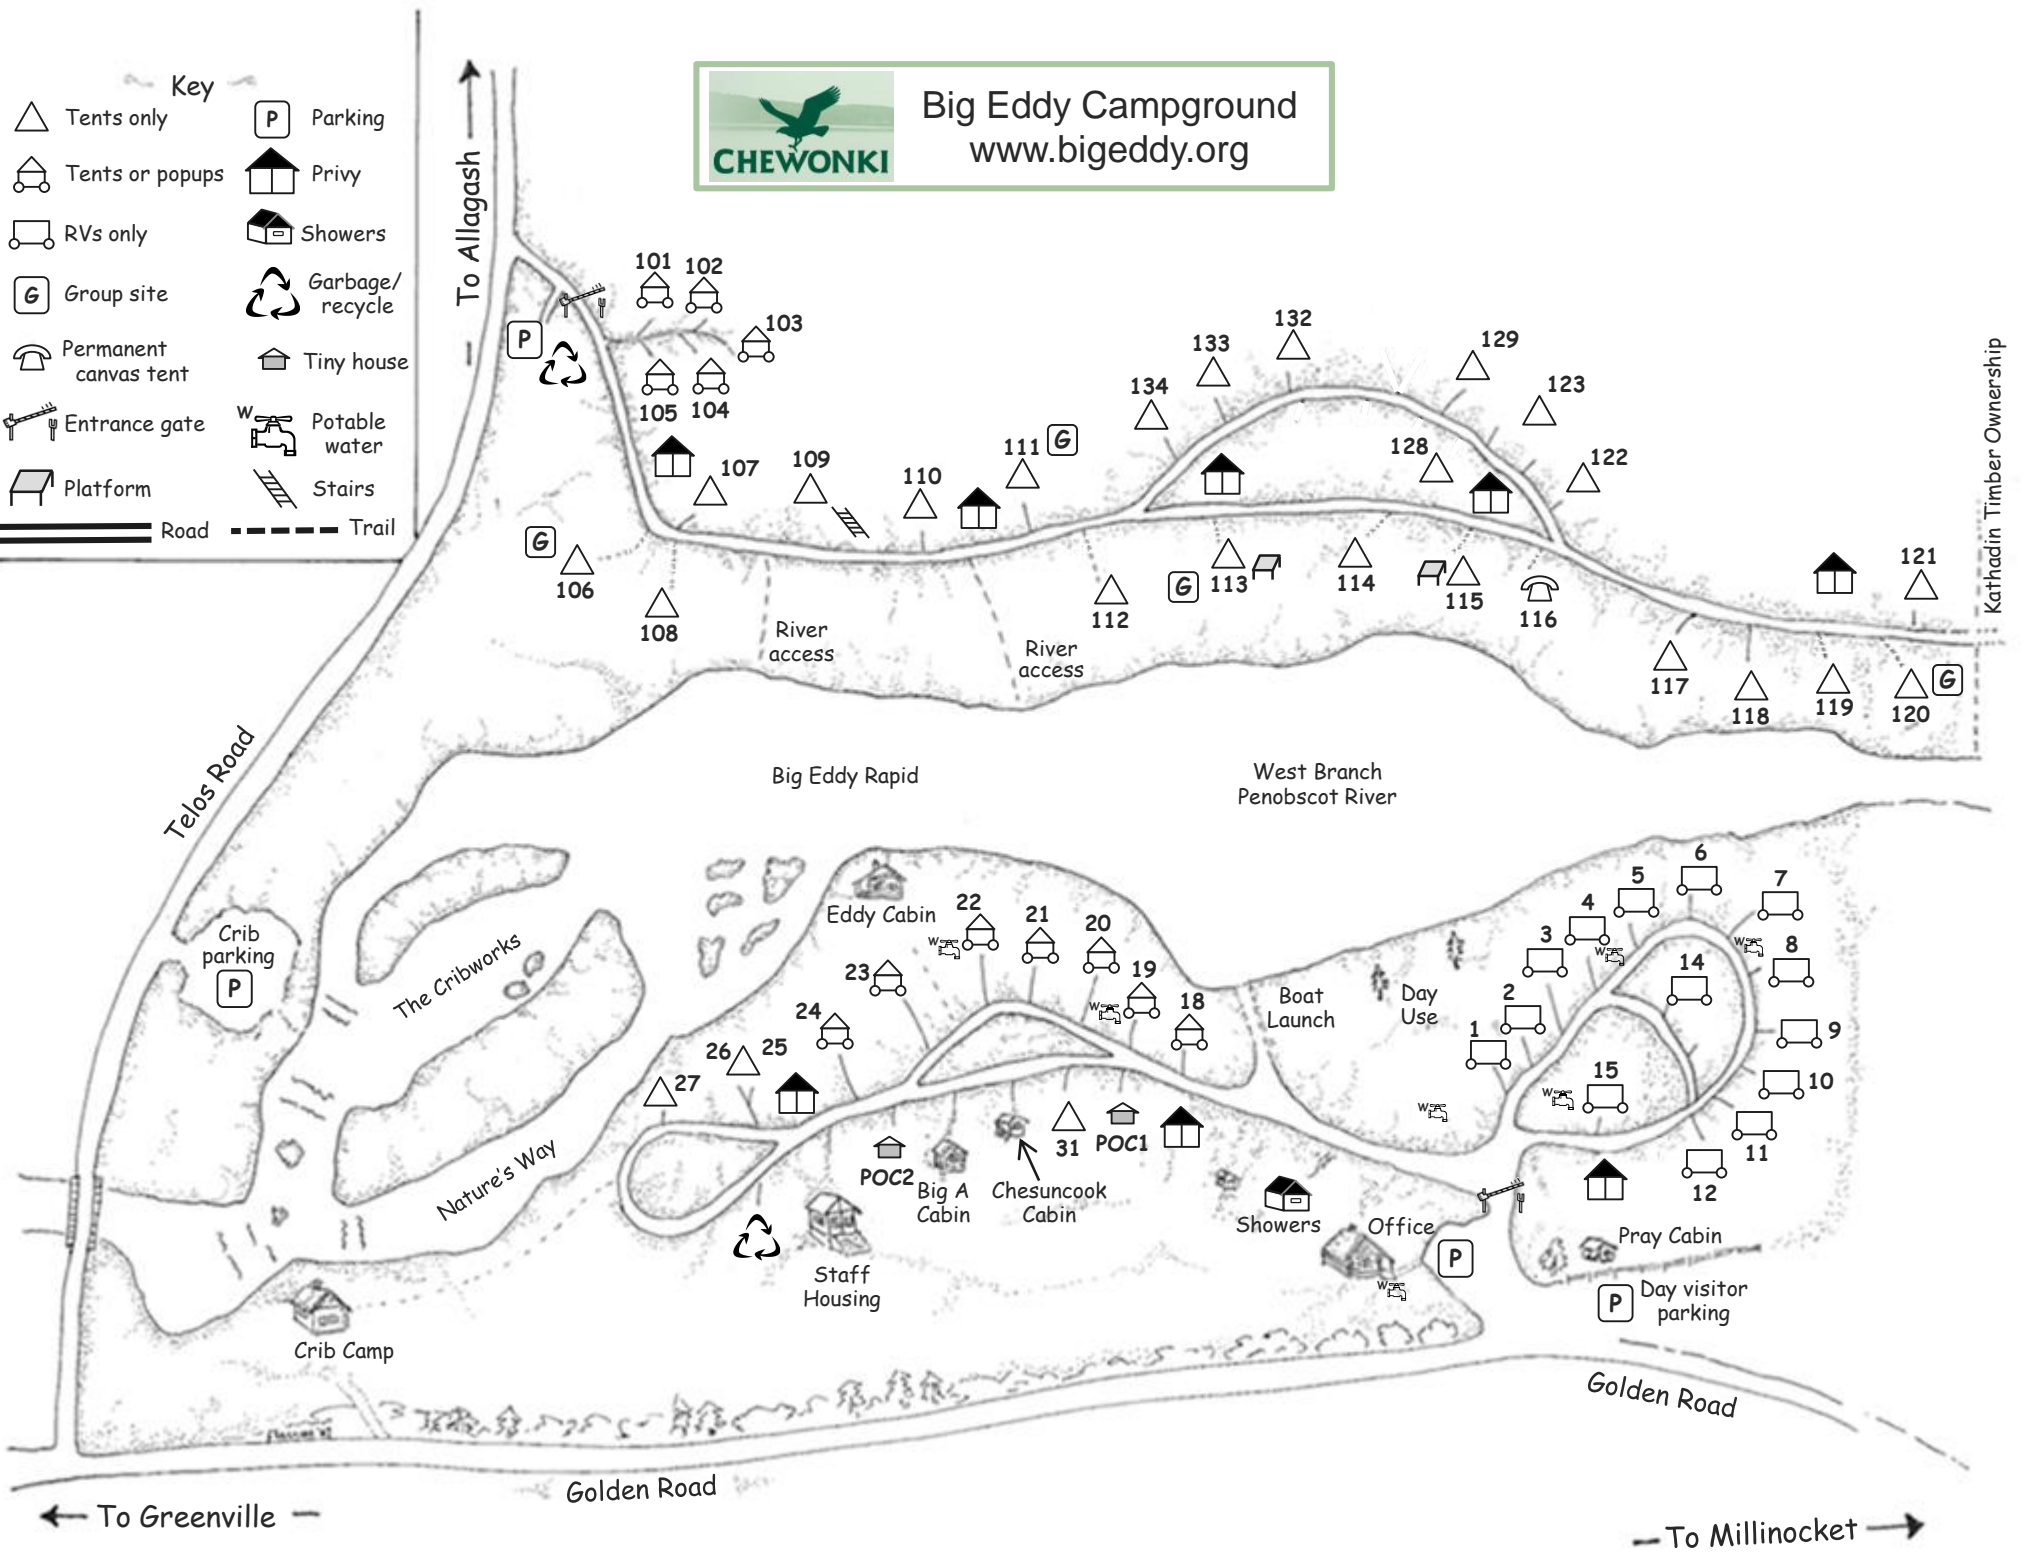 Key
Tents only
Parking
Tents or popups
Privy
RVs only
Showers
G
Group site
Garbage/
recycle
Permanent
canvas tent
Tiny house
Entrance gate
W
Potable
water
Platform
Stairs
Road
Trail
P
CHEWONKI
Big Eddy Campground
www.bigeddy.org
To Allagash
101
102
103
P
105
104
107
109
110
111
G
134
133
132
129
123
128
122
G
106
108
River
access
River
access
112
G
113
114
115
116
121
117
118
119
120
G
Kathadin Timber Ownership
Telos Road
Big Eddy Rapid
West Branch
Penobscot River
Crib
parking
P
The Cribworks
Nature's Way
Eddy Cabin
22
W
21
20
23
19
W
18
24
26
25
27
Boat
Launch
Day
Use
1
2
3
4
W
5
6
7
W
8
14
9
15
W
10
11
12
W
POC2
Big A
Cabin
Chesuncook
Cabin
31
POC1
Showers
Office
P
W
Pray Cabin
P
Day visitor
parking
Staff
Housing
Crib Camp
Golden Road
Golden Road
To Greenville
To Millinocket